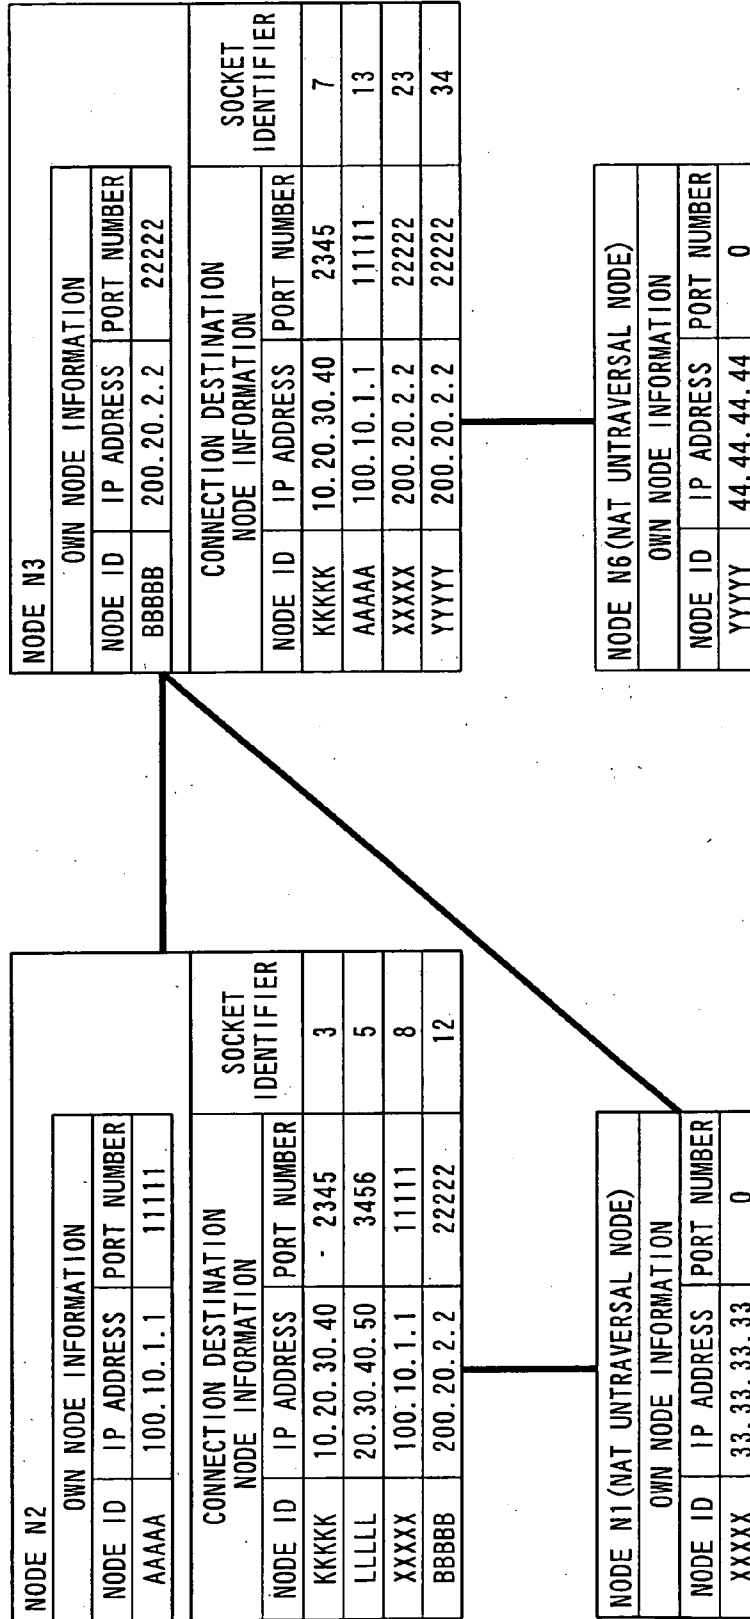 NODE N2
OWN NODE INFORMATION
NODE ID IP ADDRESS PORT NUMBER
AAAAA 100.10.1.1 11111
CONNECTION DESTINATION
NODE INFORMATION
SOCKET
IDENTIFIER
NODE ID IP ADDRESS PORT NUMBER
KKKKK 10.20.30.40 2345 3
LLLLL 20.30.40.50 3456 5
XXXXX 100.10.1.1 11111 8
BBBBB 200.20.2.2 22222 12
NODE N3
OWN NODE INFORMATION
NODE ID IP ADDRESS PORT NUMBER
BBBBB 200.20.2.2 22222
CONNECTION DESTINATION
NODE INFORMATION
SOCKET
IDENTIFIER
NODE ID IP ADDRESS PORT NUMBER
KKKKK 10.20.30.40 2345 7
AAAAA 100.10.1.1 11111 13
XXXXX 200.20.2.2 22222 23
YYYYY 200.20.2.2 22222 34
NODE N1(NAT UNTRAVERSAL NODE)
OWN NODE INFORMATION
NODE ID IP ADDRESS PORT NUMBER
XXXXX 33.33.33.33 0
NODE N6(NAT UNTRAVERSAL NODE)
OWN NODE INFORMATION
NODE ID IP ADDRESS PORT NUMBER
YYYYY 44.44.44.44 0